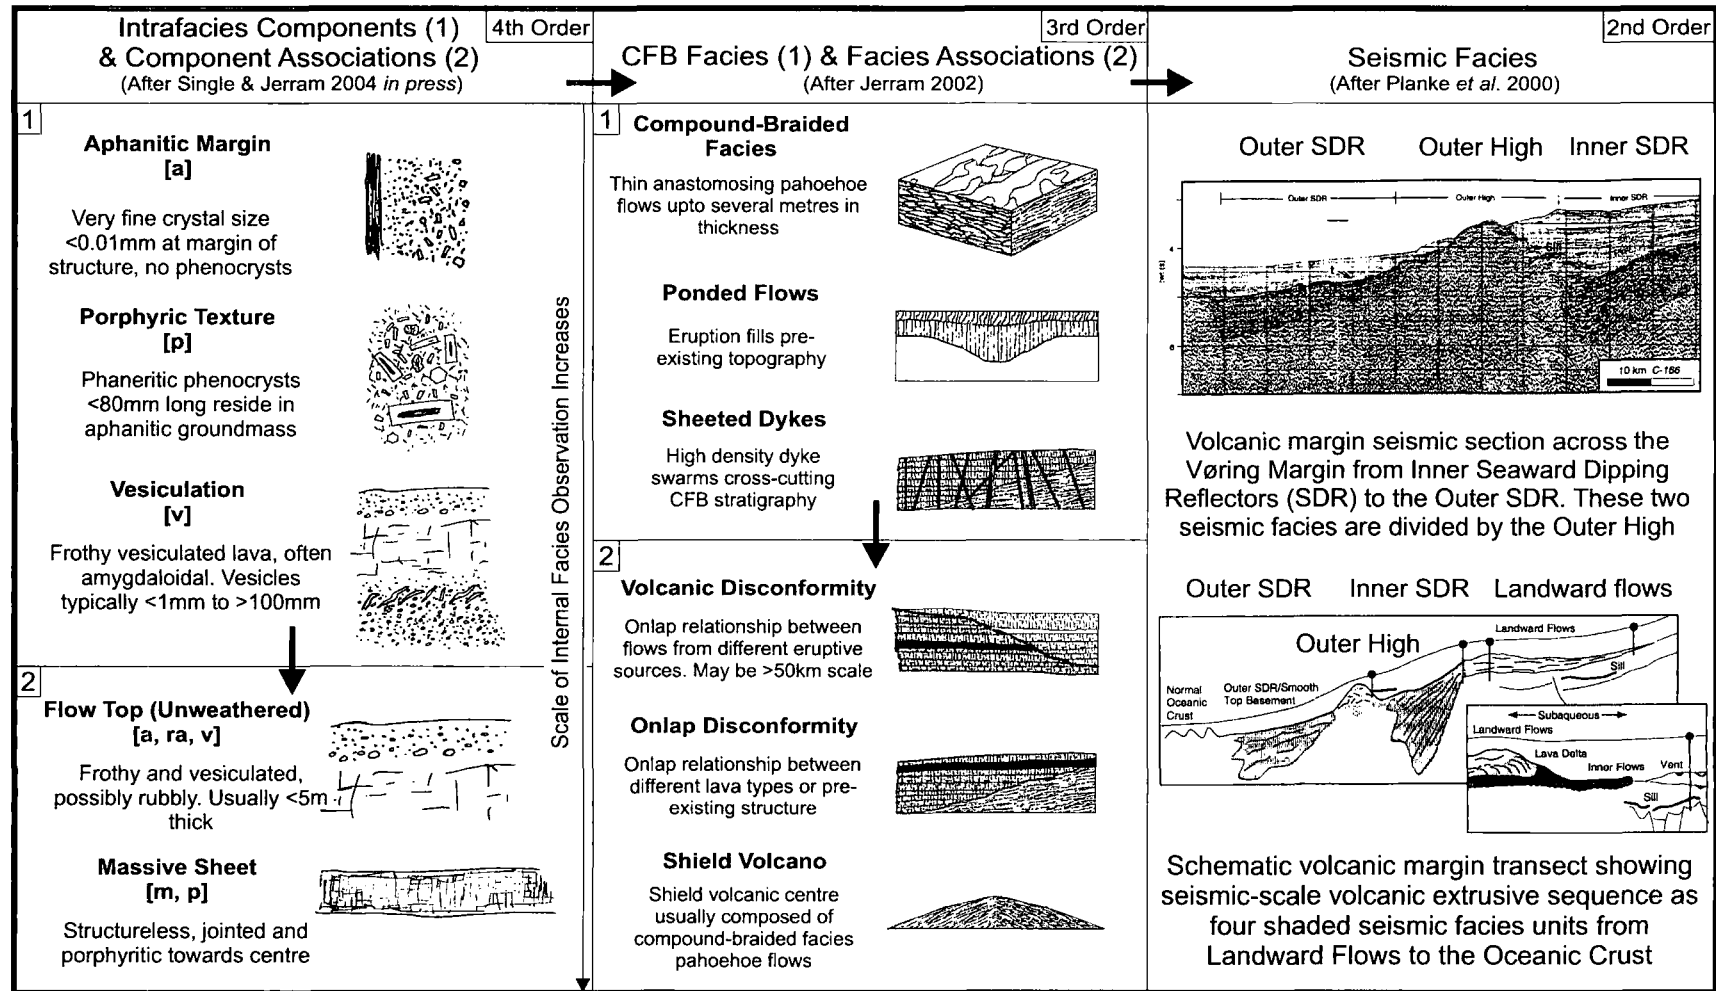 Intrafacies Components (1)
& Component Associations (2)
(After Single & Jerram 2004 in press)
4th Order
CFB Facies (1) & Facies Associations (2)
(After Jerram 2002)
3rd Order
Seismic Facies
(After Planke et al. 2000)
2nd Order
1
Aphanitic Margin
[a]
Very fine crystal size
<0.01mm at margin of
structure, no phenocrysts
Porphyric Texture
[p]
Phaneritic phenocrysts
<80mm long reside in
aphanitic groundmass
Vesiculation
[v]
Frothy vesiculated lava, often
amygdaloidal. Vesicles
typically <1mm to >100mm
2
Flow Top (Unweathered)
[a, ra, v]
Frothy and vesiculated,
possibly rubbly. Usually <5m
thick
Massive Sheet
[m, p]
Structureless, jointed and
porphyritic towards centre
Scale of Internal Facies Observation Increases
1
Compound-Braided
Facies
Thin anastomosing pahoehoe
flows upto several metres in
thickness
Ponded Flows
Eruption fills pre-
existing topography
Sheeted Dykes
High density dyke
swarms cross-cutting
CFB stratigraphy
2
Volcanic Disconformity
Onlap relationship between
flows from different eruptive
sources. May be >50km scale
Onlap Disconformity
Onlap relationship between
different lava types or pre-
existing structure
Shield Volcano
Shield volcanic centre
usually composed of
compound-braided facies
pahoehoe flows
Outer SDR Outer High Inner SDR
Outer SDR Outer High Inner SDR
4
6
10 km C-166
Volcanic margin seismic section across the
Vøring Margin from Inner Seaward Dipping
Reflectors (SDR) to the Outer SDR. These two
seismic facies are divided by the Outer High
Outer SDR Inner SDR Landward flows
Outer High
Landward Flows
Sill
Normal
Oceanic
Crust
Outer SDR/Smooth
Top Basement
Subaqueous
Landward Flows
Lava Delta
Inner Flows
Vent
Sill
Schematic volcanic margin transect showing
seismic-scale volcanic extrusive sequence as
four shaded seismic facies units from
Landward Flows to the Oceanic Crust